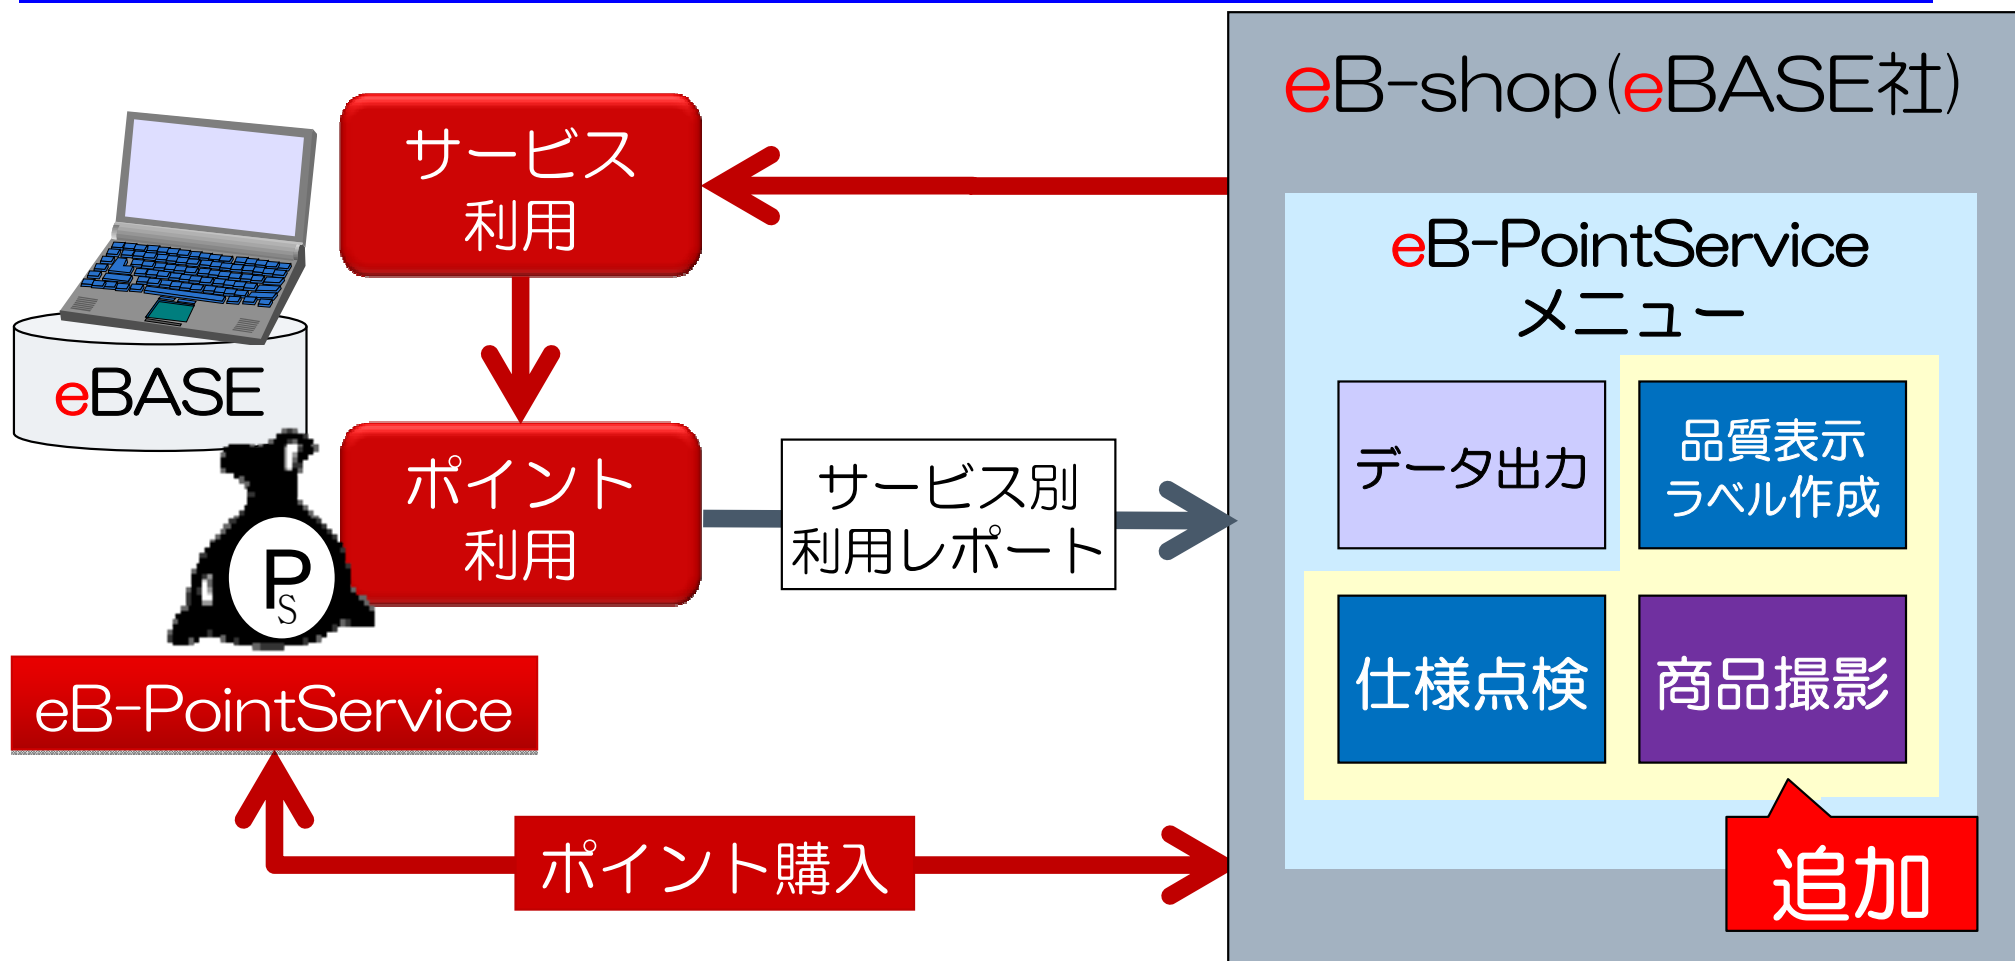 eB-shop(eBASE社)
サービス
利用
eBASE
eB-PointService
メニュー
データ出力
品質表示
ラベル作成
ポイント
利用
サービス別
利用レポート
PS
仕様点検
商品撮影
eB-PointService
ポイント購入
追加